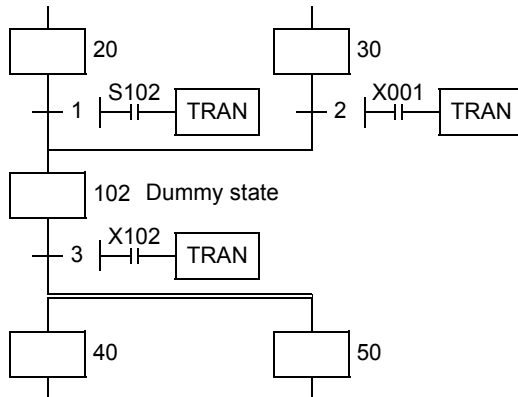 20
30
1 S102 TRAN
2 X001 TRAN
102 Dummy state
3 X102 TRAN
40
50